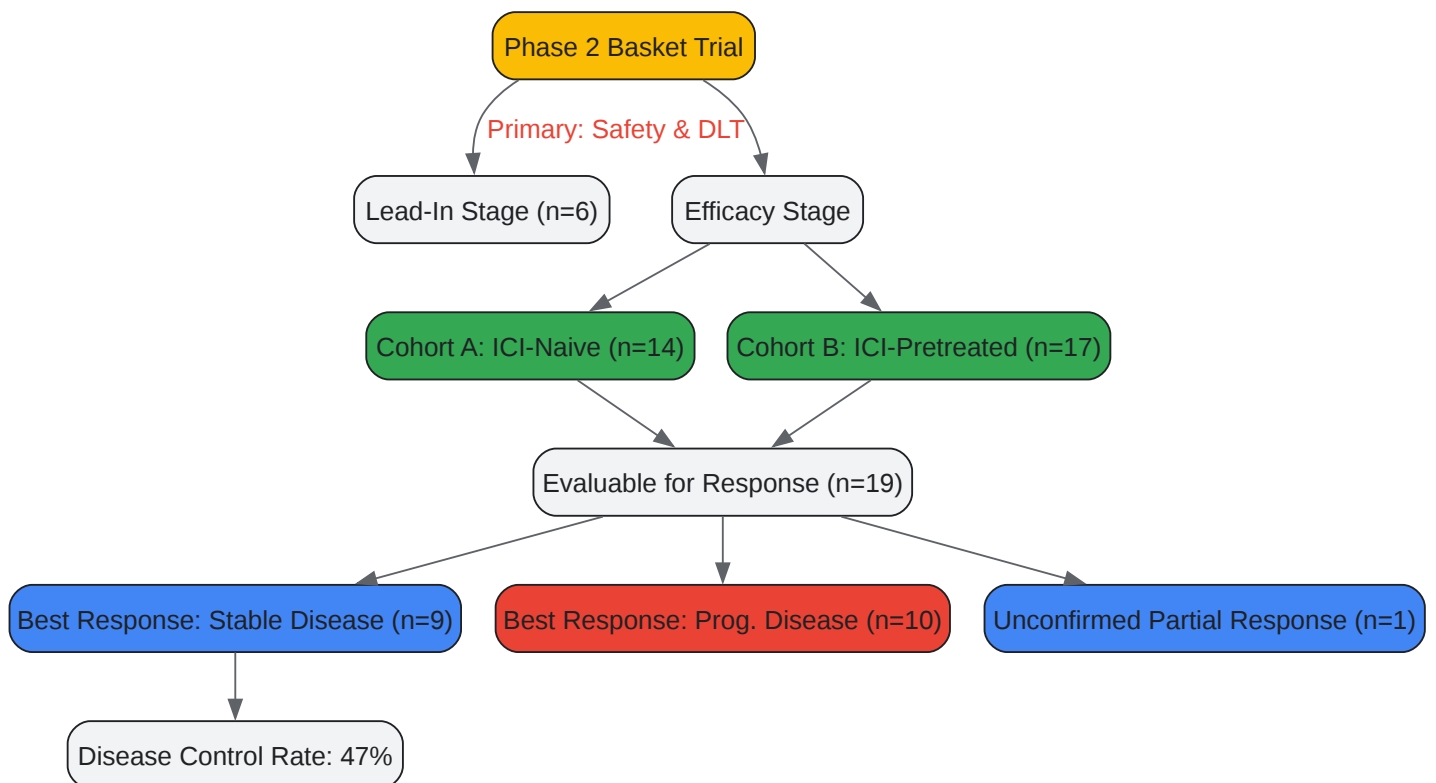 Phase 2 Basket Trial
Primary: Safety & DLT
Lead-In Stage (n=6)
Efficacy Stage
Cohort A: ICI-Naive (n=14)
Cohort B: ICI-Pretreated (n=17)
Evaluable for Response (n=19)
Best Response: Stable Disease (n=9)
Best Response: Prog. Disease (n=10)
Unconfirmed Partial Response (n=1)
Disease Control Rate: 47%